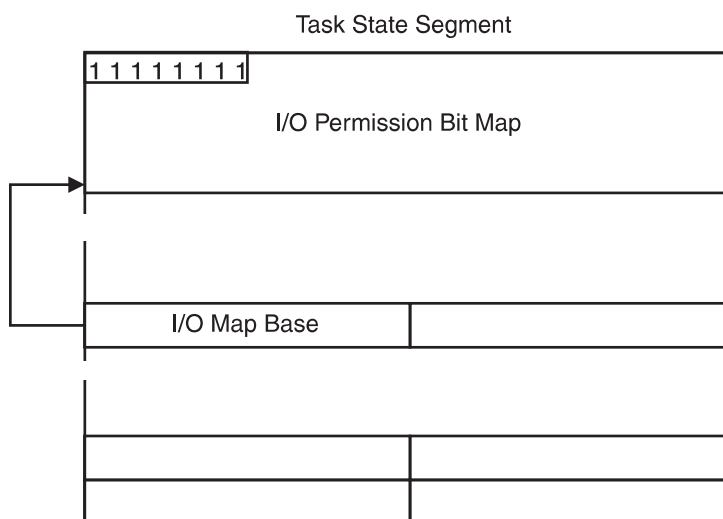 Task State Segment
1 1 1 1 1 1 1 1
I/O Permission Bit Map
I/O Map Base